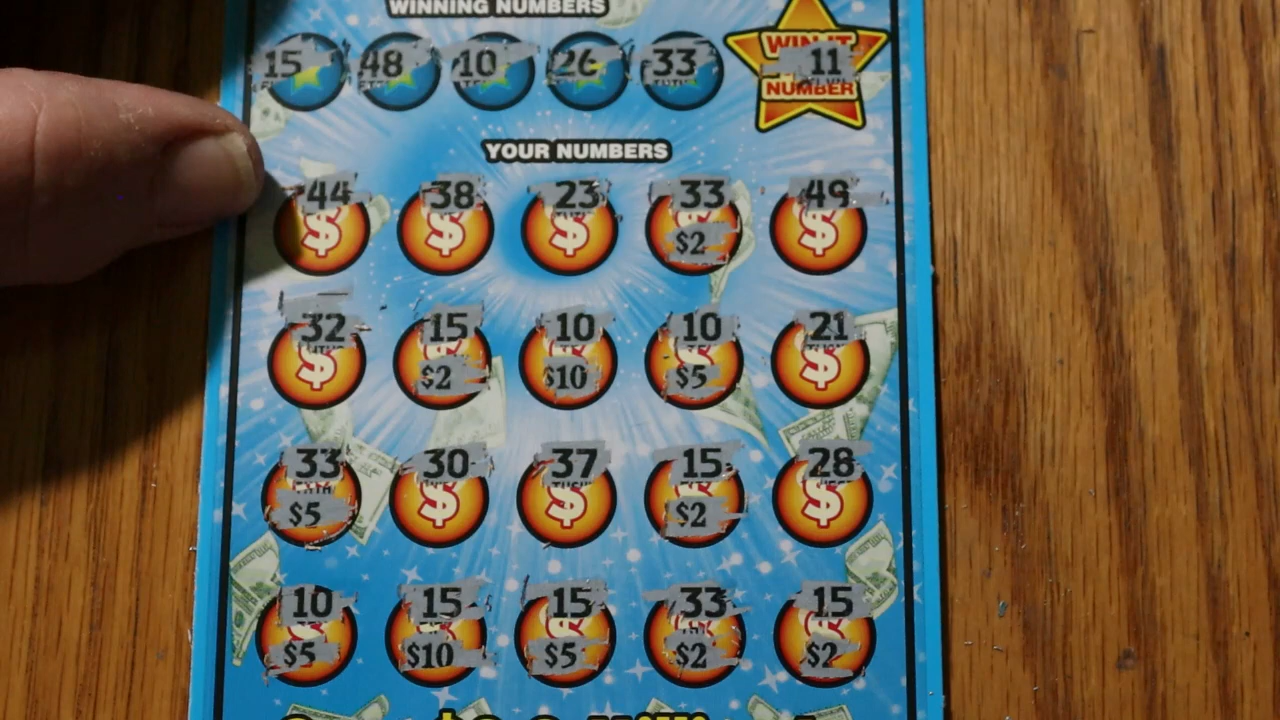 WINNING NUMBERS
15 48 10 26 33
WIN IT
11
NUMBER
YOUR NUMBERS
44 38 23 33 49
$ $ $ $2 $
32 15 10 10 21
$ $2 $10 $5 $
33 30 37 15 28
$5 $ $ $2 $
10 15 15 33 15
$5 $10 $5 $2 $2